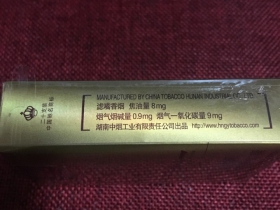 MANUFACTURED BY CHINA TOBACCO HUNAN INDUSTRIAL
滤嘴香烟 焦油量 8mg
烟气烟碱量 0.9mg 烟气一氧化碳量 9mg
湖南中烟工业有限责任公司出品 http://www.hngytobacco.com